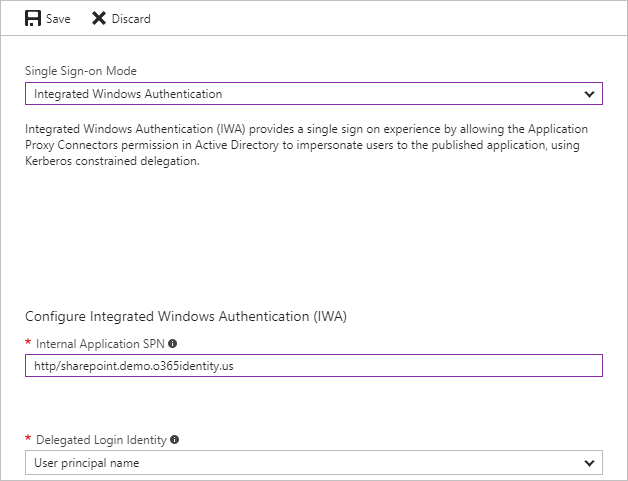 Save Discard
Single Sign-on Mode
Integrated Windows Authentication
Integrated Windows Authentication (IWA) provides a single sign on experience by allowing the Application
Proxy Connectors permission in Active Directory to impersonate users to the published application, using
Kerberos constrained delegation.
Configure Integrated Windows Authentication (IWA)
* Internal Application SPN
http/sharepoint.demo.o365identity.us
* Delegated Login Identity
User principal name